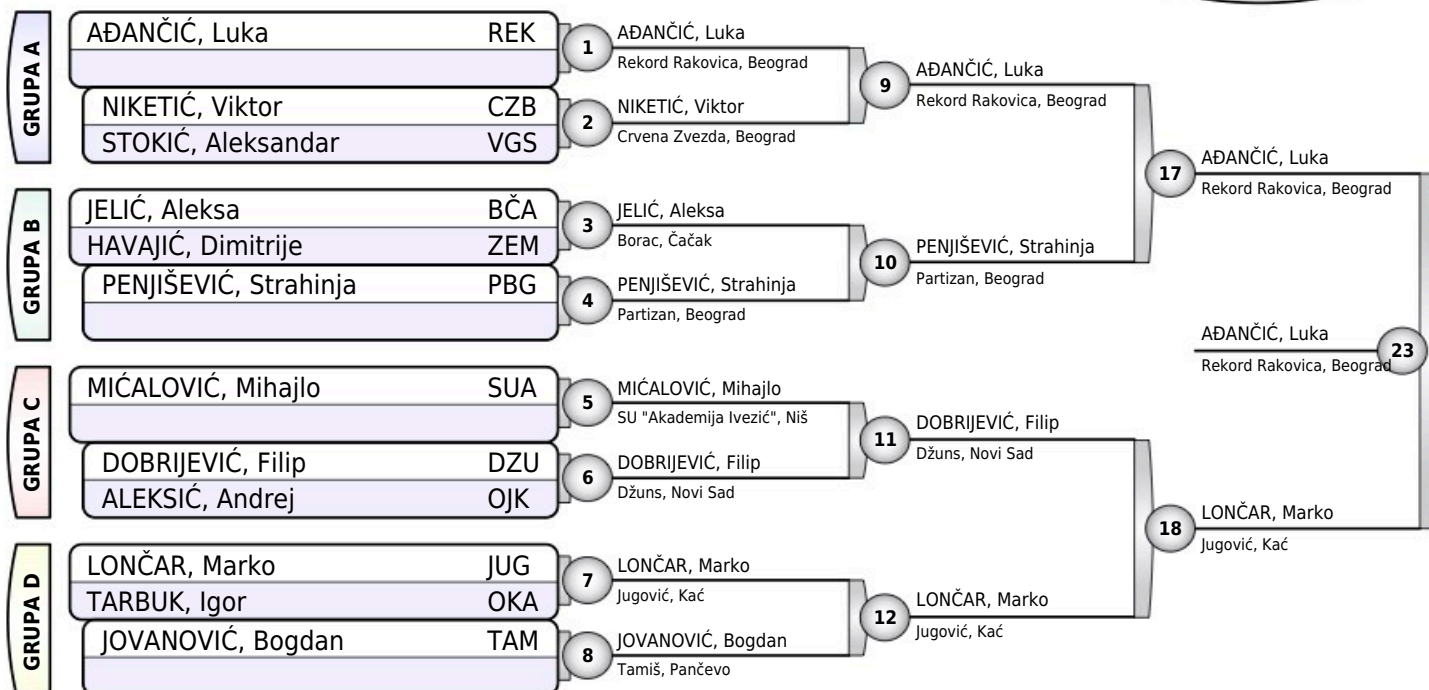 GRUPA A
AĐANČIĆ, Luka REK
NIKETIĆ, Viktor CZB
STOKIĆ, Aleksandar VGS
GRUPA B
JELIĆ, Aleksa BČA
HAVAJIĆ, Dimitrije ZEM
PENJIŠEVIĆ, Strahinja PBG
GRUPA C
MIĆALOVIĆ, Mihajlo SUA
DOBRIJEVIĆ, Filip DZU
ALEKSIĆ, Andrej OJK
GRUPA D
LONČAR, Marko JUG
TARBUK, Igor OKA
JOVANOVIĆ, Bogdan TAM
1
AĐANČIĆ, Luka
Rekord Rakovica, Beograd
2
NIKETIĆ, Viktor
Crvena Zvezda, Beograd
3
JELIĆ, Aleksa
Borac, Čačak
4
PENJIŠEVIĆ, Strahinja
Partizan, Beograd
5
MIĆALOVIĆ, Mihajlo
SU "Akademija Ivezić", Niš
6
DOBRIJEVIĆ, Filip
Džuns, Novi Sad
7
LONČAR, Marko
Jugović, Kać
8
JOVANOVIĆ, Bogdan
Tamiš, Pančevo
9
AĐANČIĆ, Luka
Rekord Rakovica, Beograd
10
PENJIŠEVIĆ, Strahinja
Partizan, Beograd
11
DOBRIJEVIĆ, Filip
Džuns, Novi Sad
12
LONČAR, Marko
Jugović, Kać
17
AĐANČIĆ, Luka
Rekord Rakovica, Beograd
18
LONČAR, Marko
Jugović, Kać
AĐANČIĆ, Luka
Rekord Rakovica, Beograd
23